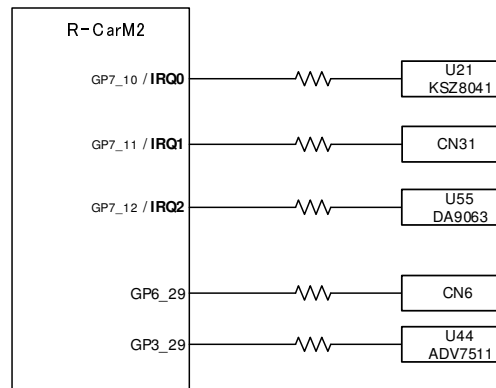 R-CarM2
GP7_10 / IRQ0
U21
KSZ8041
GP7_11 / IRQ1
CN31
GP7_12 / IRQ2
U55
DA9063
GP6_29
CN6
GP3_29
U44
ADV7511